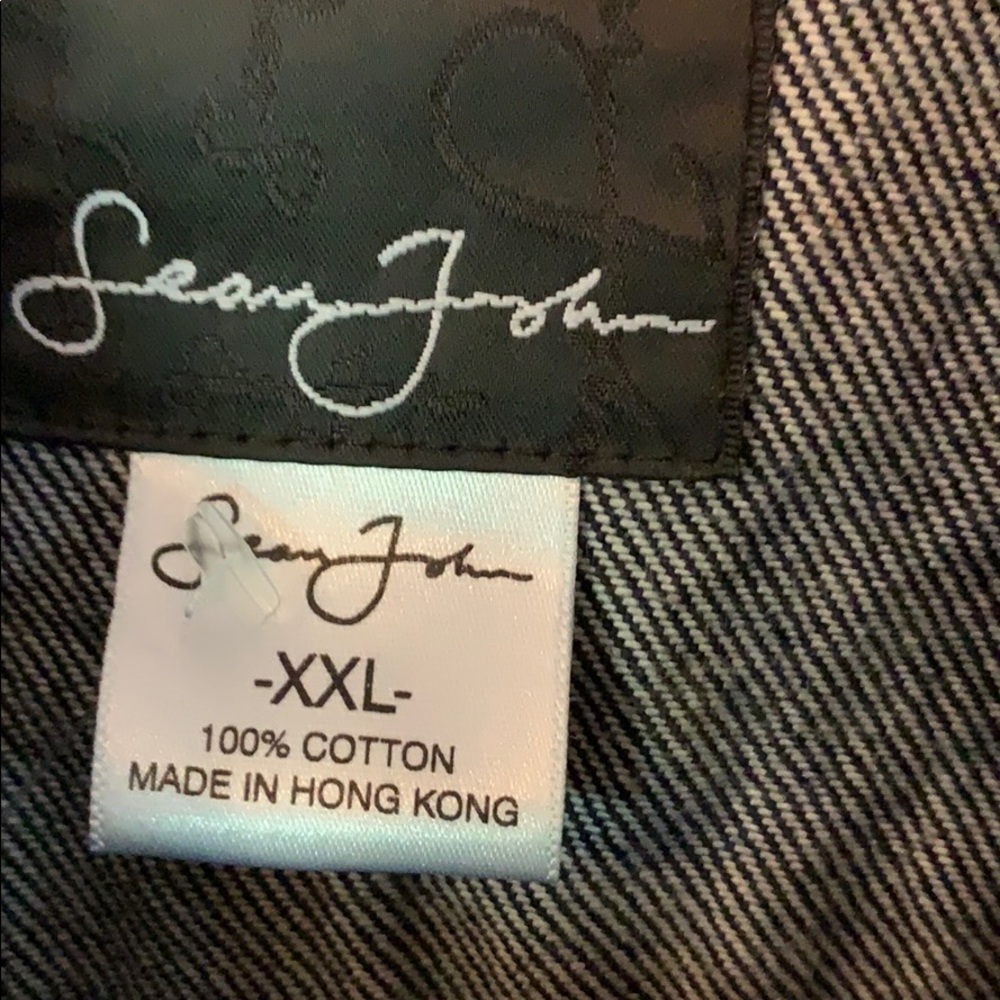 Sean John
Sean John
-XXL-
100% COTTON
MADE IN HONG KONG